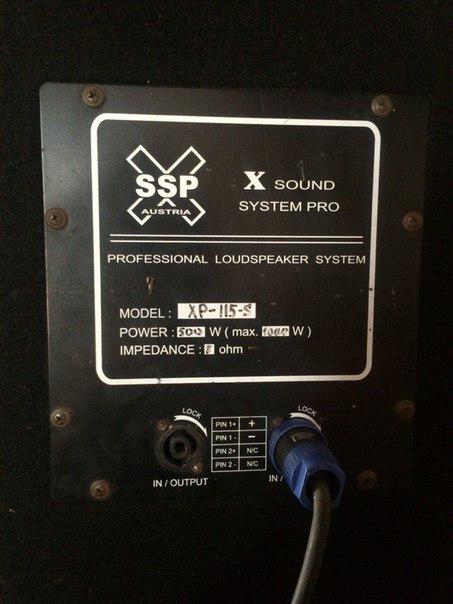 SSP
AUSTRIA
X SOUND
SYSTEM PRO
PROFESSIONAL LOUDSPEAKER SYSTEM
MODEL : XP-115-S
POWER : 500 W ( max. 1000 W )
IMPEDANCE : 8 ohm
LOCK
LOCK
PIN 1+ +
PIN 1 - −
PIN 2+ N/C
PIN 2 - N/C
IN / OUTPUT
IN /